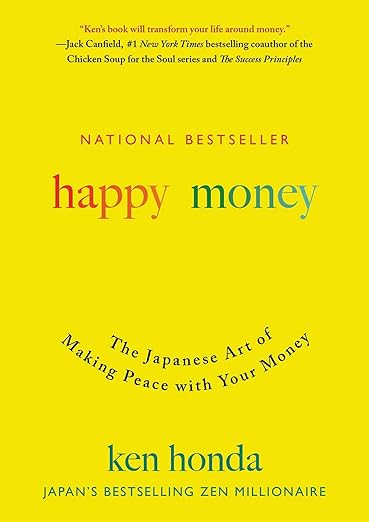 “Ken's book will transform your life around money.”
—Jack Canfield, #1 New York Times bestselling coauthor of the
Chicken Soup for the Soul series and The Success Principles
NATIONAL BESTSELLER
happy money
The Japanese Art of
Making Peace with Your Money
ken honda
JAPAN'S BESTSELLING ZEN MILLIONAIRE